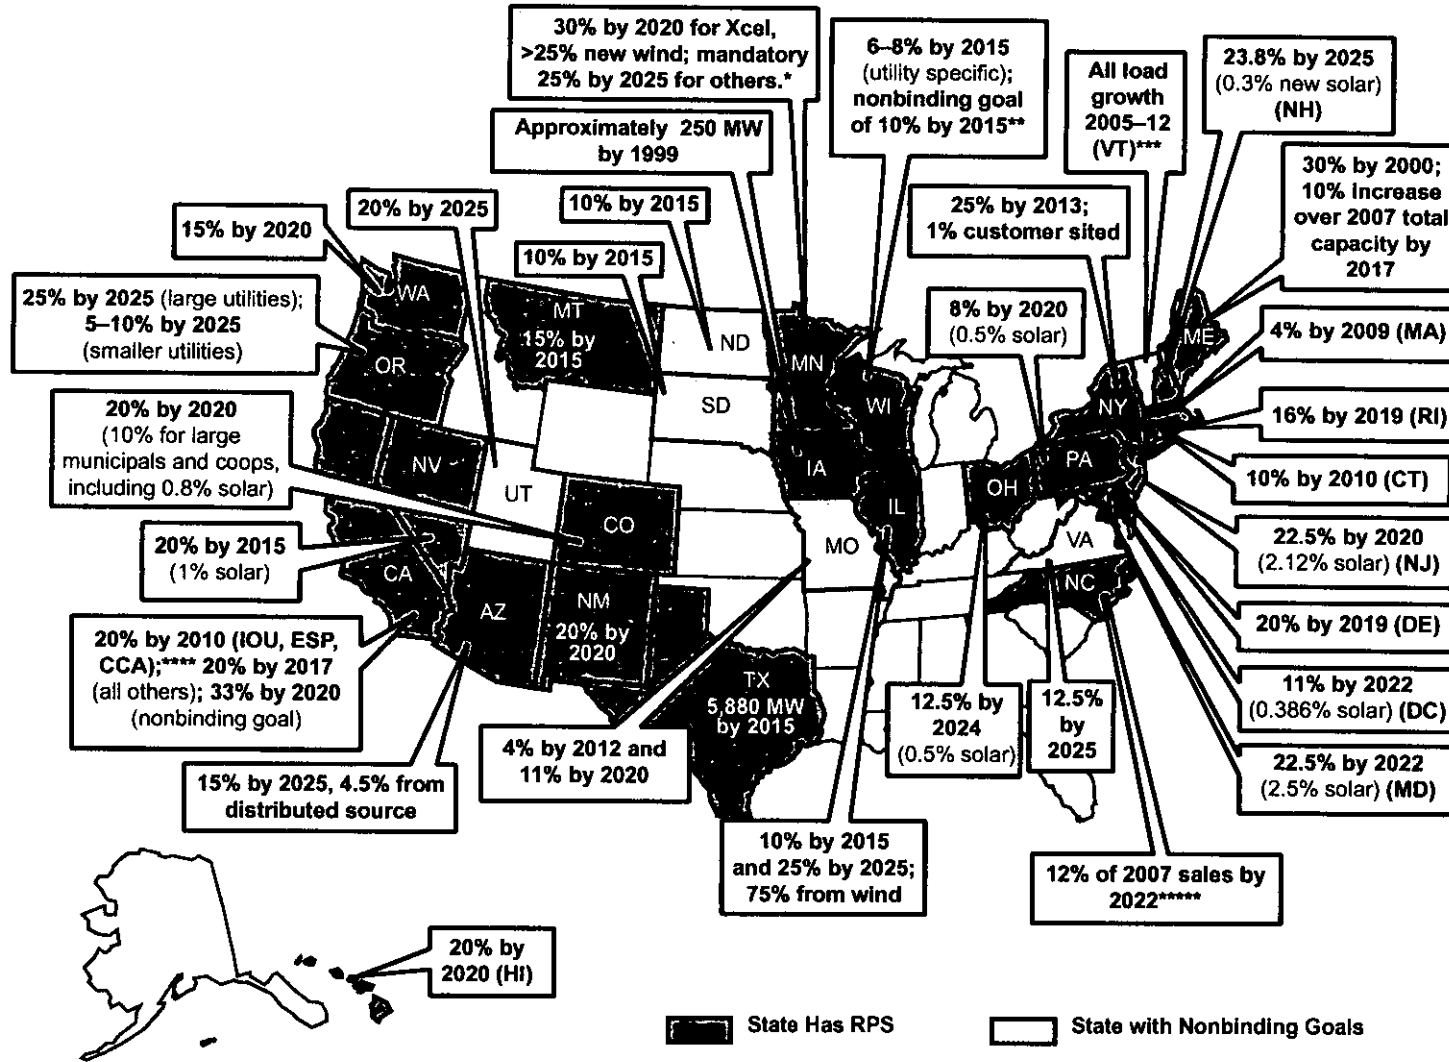 30% by 2020 for Xcel,
>25% new wind; mandatory
25% by 2025 for others.*
6–8% by 2015
(utility specific);
nonbinding goal
of 10% by 2015**
All load
growth
2005–12
(VT)***
23.8% by 2025
(0.3% new solar)
(NH)
Approximately 250 MW
by 1999
30% by 2000;
10% increase
over 2007 total
capacity by
2017
20% by 2025
10% by 2015
25% by 2013;
1% customer sited
15% by 2020
10% by 2015
25% by 2025 (large utilities);
5–10% by 2025
(smaller utilities)
8% by 2020
(0.5% solar)
4% by 2009 (MA)
16% by 2019 (RI)
10% by 2010 (CT)
20% by 2020
(10% for large
municipals and coops,
including 0.8% solar)
22.5% by 2020
(2.12% solar) (NJ)
20% by 2015
(1% solar)
20% by 2019 (DE)
20% by 2010 (IOU, ESP,
CCA);**** 20% by 2017
(all others); 33% by 2020
(nonbinding goal)
11% by 2022
(0.386% solar) (DC)
12.5% by
2024
(0.5% solar)
12.5%
by
2025
4% by 2012 and
11% by 2020
15% by 2025, 4.5% from
distributed source
22.5% by 2022
(2.5% solar) (MD)
10% by 2015
and 25% by 2025;
75% from wind
12% of 2007 sales by
2022*****
20% by
2020 (HI)
WA
MT
15% by
2015
ND
MN
ME
OR
SD
WI
NY
NV
IA
PA
UT
CO
IL
OH
MO
VA
CA
AZ
NM
20% by
2020
NC
TX
5,880 MW
by 2015
State Has RPS
State with Nonbinding Goals